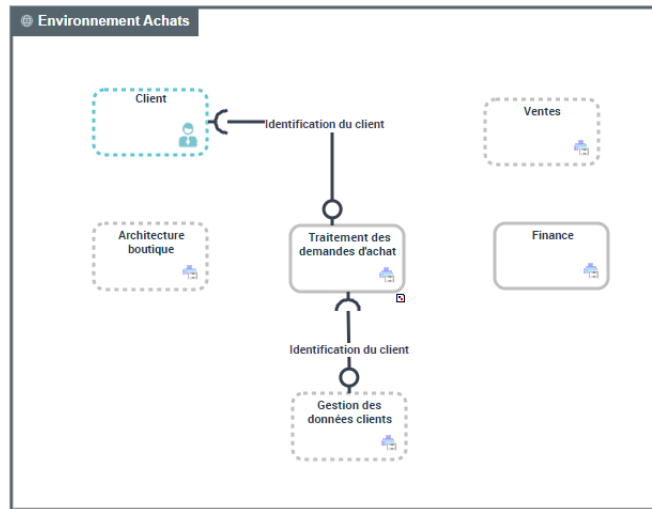 Environnement Achats
Client
Identification du client
Ventes
Architecture
boutique
Traitement des
demandes d'achat
Finance
Identification du client
Gestion des
données clients